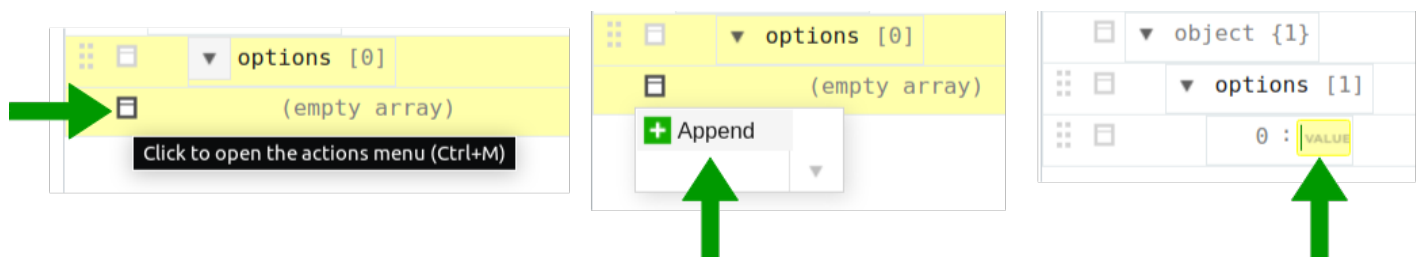 options [0]
(empty array)
Click to open the actions menu (Ctrl+M)
options [0]
(empty array)
Append
object {1}
options [1]
0 : VALUE